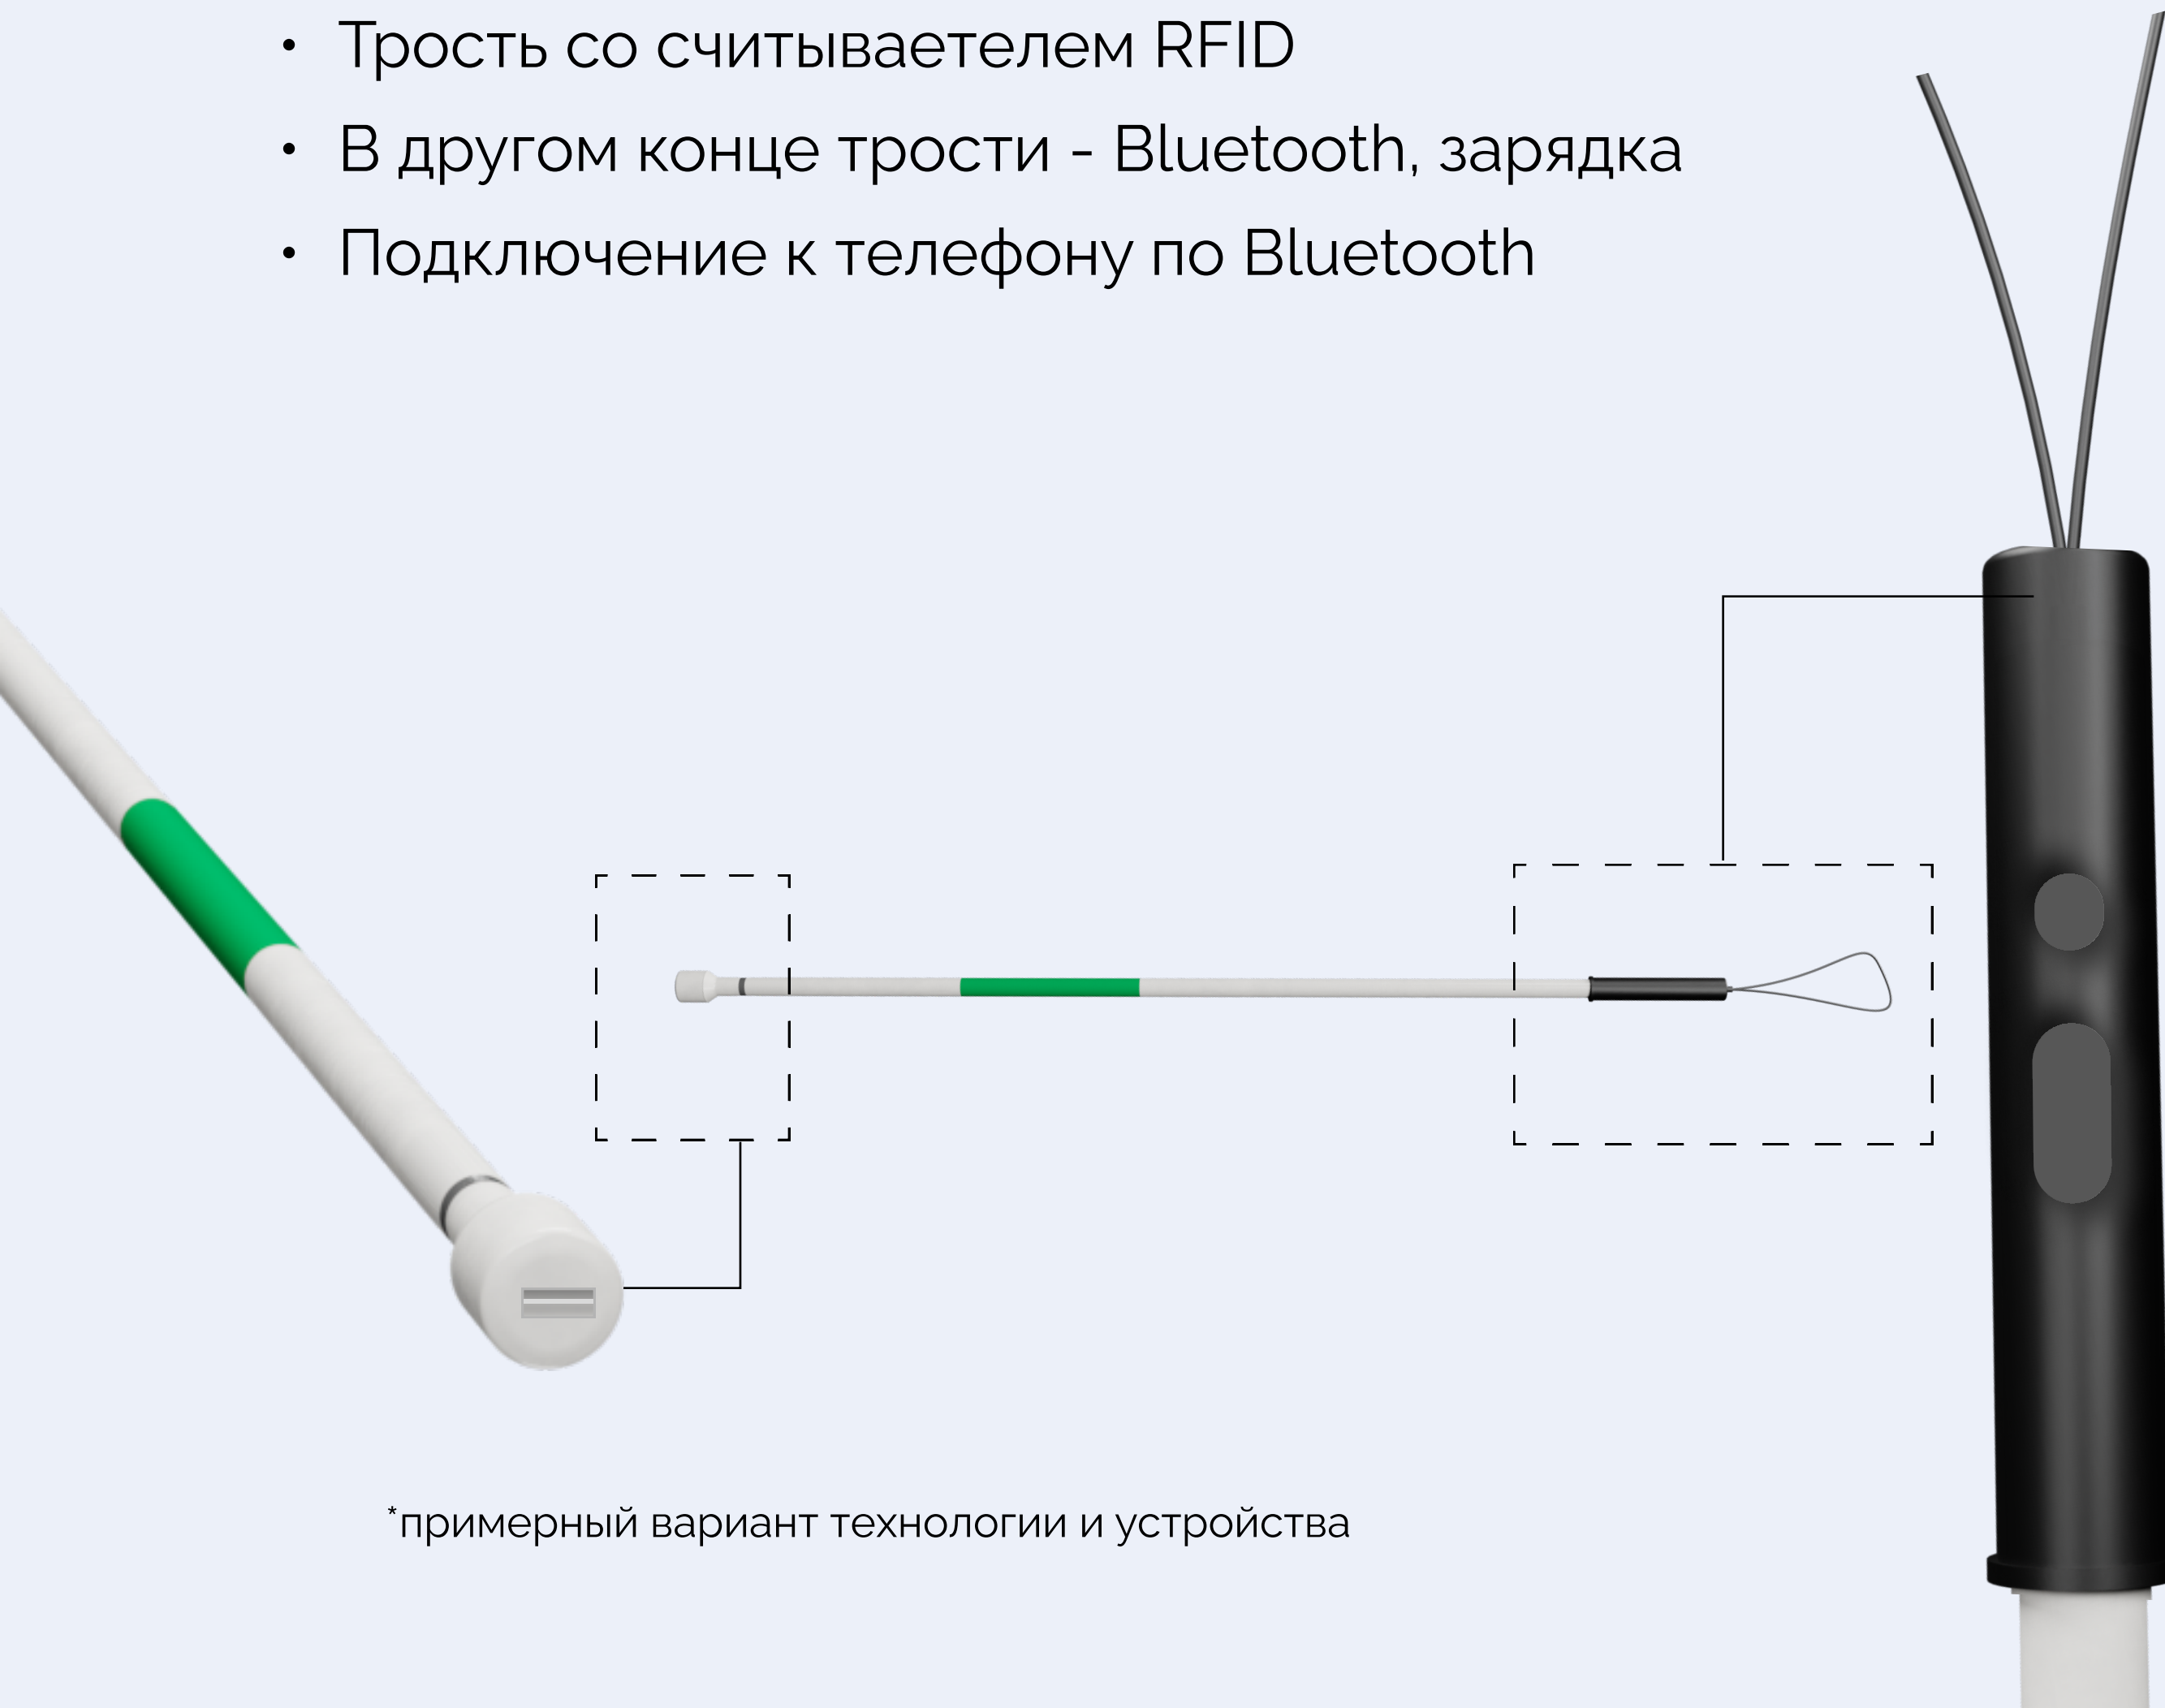 • Трость со считываетелем RFID
• В другом конце трости - Bluetooth, зарядка
• Подключение к телефону по Bluetooth
*примерный вариант технологии и устройства